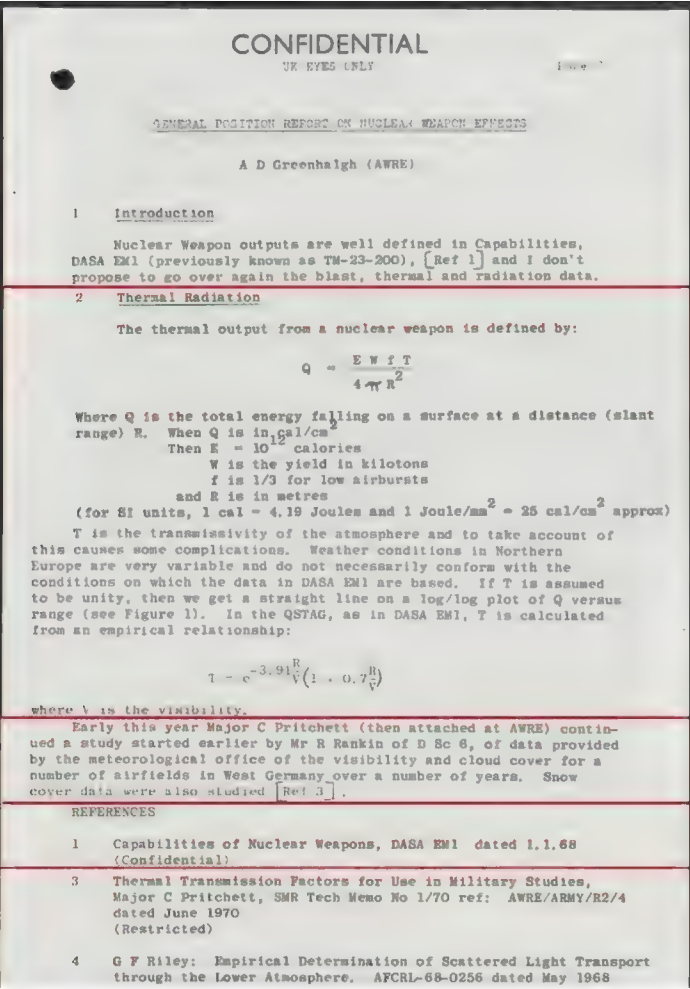 CONFIDENTIAL
UK EYES ONLY
GENERAL POSITION REPORT ON NUCLEAR WEAPON EFFECTS
A D Greenhalgh (AWRE)
1 Introduction
Nuclear Weapon outputs are well defined in Capabilities,
DASA EM1 (previously known as TM-23-200), [Ref 1] and I don't
propose to go over again the blast, thermal and radiation data.
2 Thermal Radiation
The thermal output from a nuclear weapon is defined by:
Q = E W f T / 4 π R²
Where Q is the total energy falling on a surface at a distance (slant
range) R. When Q is in cal/cm²
Then E = 10¹² calories
W is the yield in kilotons
f is 1/3 for low airbursts
and R is in metres
(for SI units, 1 cal = 4.19 Joules and 1 Joule/mm² = 25 cal/cm² approx)
T is the transmissivity of the atmosphere and to take account of
this causes some complications. Weather conditions in Northern
Europe are very variable and do not necessarily conform with the
conditions on which the data in DASA EM1 are based. If T is assumed
to be unity, then we get a straight line on a log/log plot of Q versus
range (see Figure 1). In the QSTAG, as in DASA EM1, T is calculated
from an empirical relationship:
where V is the visibility.
Early this year Major C Pritchett (then attached at AWRE) contin-
ued a study started earlier by Mr R Rankin of D Sc 6, of data provided
by the meteorological office of the visibility and cloud cover for a
number of airfields in West Germany over a number of years. Snow
cover data were also studied [Ref 3].
REFERENCES
1 Capabilities of Nuclear Weapons, DASA EM1 dated 1.1.68
(Confidential)
3 Thermal Transmission Factors for Use in Military Studies,
Major C Pritchett, SMR Tech Memo No 1/70 ref: AWRE/ARMY/R2/4
dated June 1970
(Restricted)
4 G F Riley: Empirical Determination of Scattered Light Transport
through the Lower Atmosphere. AFCRL-68-0256 dated May 1968